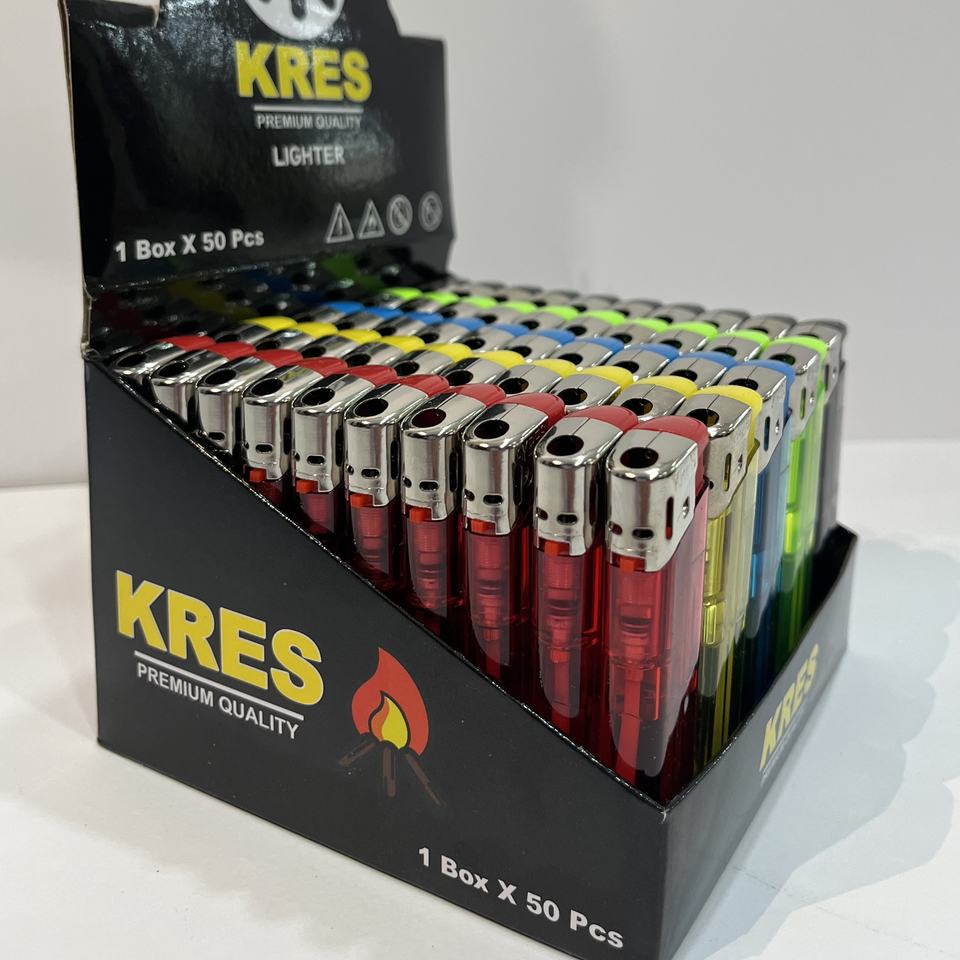 KRES
PREMIUM QUALITY
LIGHTER
1 Box X 50 Pcs
KRES
PREMIUM QUALITY
1 Box X 50 Pcs
KRES